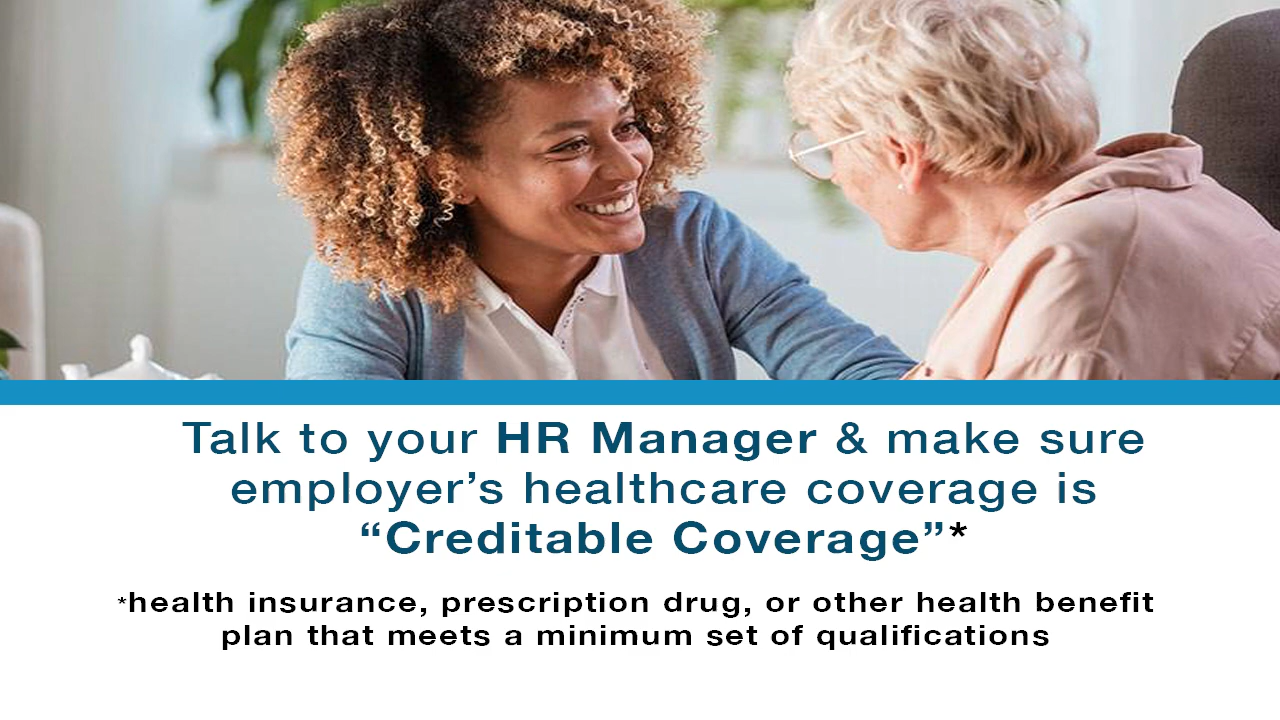 Talk to your HR Manager & make sure
employer’s healthcare coverage is
“Creditable Coverage”*
*health insurance, prescription drug, or other health benefit
plan that meets a minimum set of qualifications